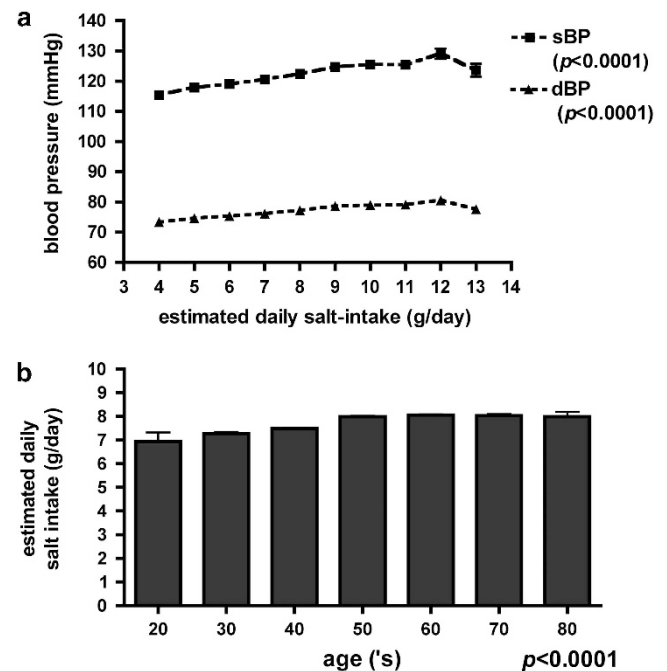 a
blood pressure (mmHg)
140
130
120
110
100
90
80
70
60
3 4 5 6 7 8 9 10 11 12 13 14
estimated daily salt-intake (g/day)
sBP
(p<0.0001)
dBP
(p<0.0001)
b
estimated daily
salt intake (g/day)
10
9
8
7
6
5
4
3
2
1
0
20 30 40 50 60 70 80
age ('s)
p<0.0001